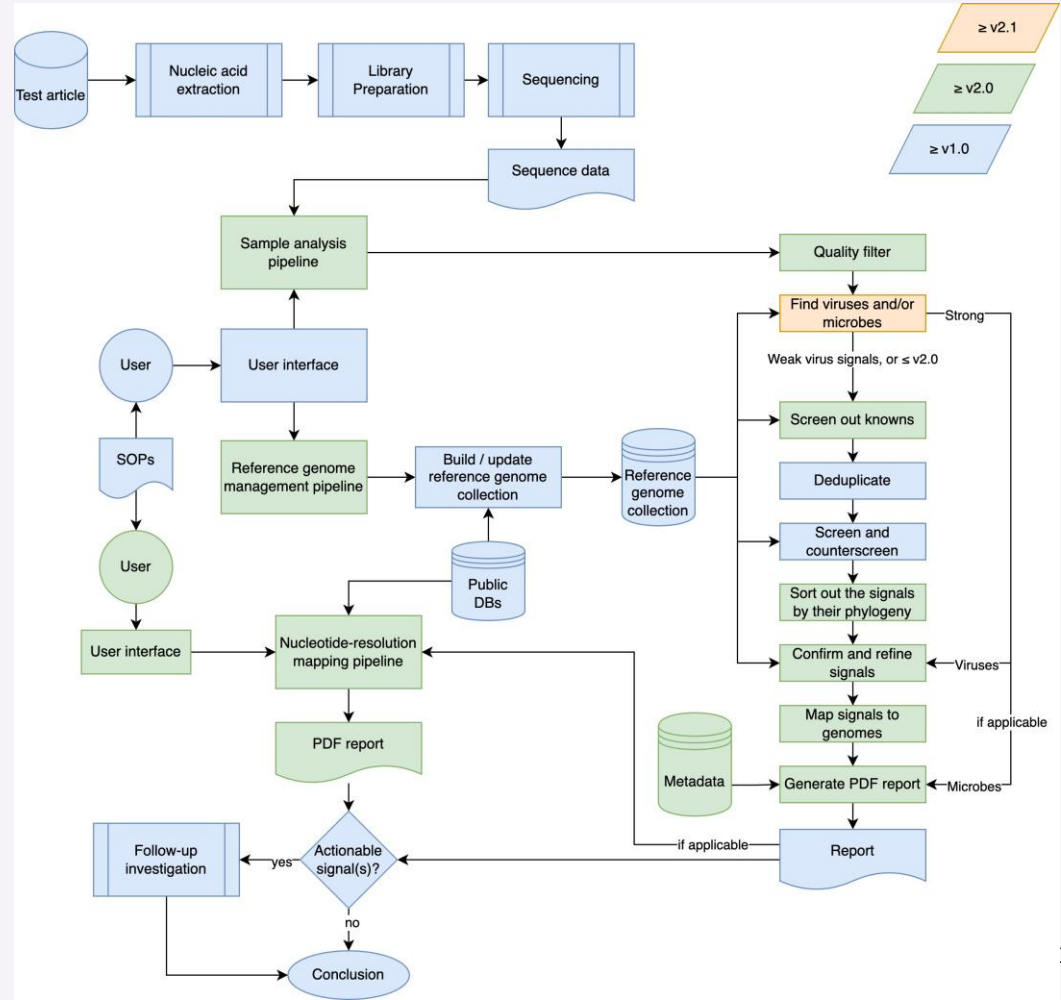 ≥ v2.1
≥ v2.0
≥ v1.0
Test article
Nucleic acid
extraction
Library
Preparation
Sequencing
Sequence data
Sample analysis
pipeline
Quality filter
Find viruses and/or
microbes
Strong
Weak virus signals, or ≤ v2.0
User
User interface
SOPs
Screen out knowns
Reference genome
management pipeline
Build / update
reference genome
collection
Reference
genome
collection
Deduplicate
Screen and
counterscreen
User
Public
DBs
Sort out the signals
by their phylogeny
User interface
Nucleotide-resolution
mapping pipeline
Confirm and refine
signals
Viruses
Map signals to
genomes
if applicable
PDF report
Metadata
Generate PDF report
Microbes
Follow-up
investigation
yes
Actionable
signal(s)?
if applicable
Report
no
Conclusion